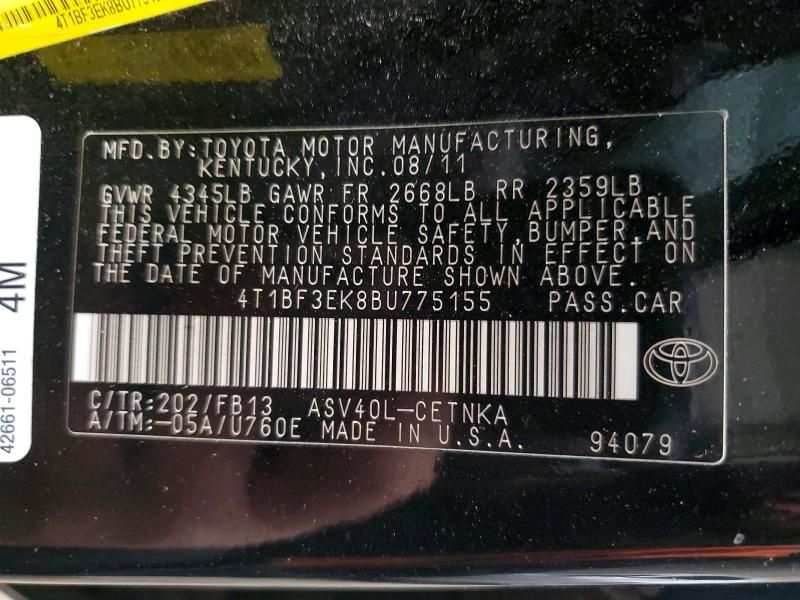 4T1BF3EK8BU77515
MFD.BY:TOYOTA MOTOR MANUFACTURING,
KENTUCKY,INC.08/11
GVWR 4345LB GAWR FR 2668LB RR 2359LB
THIS VEHICLE CONFORMS TO ALL APPLICABLE
FEDERAL MOTOR VEHICLE SAFETY,BUMPER,AND
THEFT PREVENTION STANDARDS IN EFFECT ON
THE DATE OF MANUFACTURE SHOWN ABOVE.
4T1BF3EK8BU775155 PASS.CAR
C/TR:202/FB13 ASV40L-CETNKA
A/TM:-05A/U760E MADE IN U.S.A. 94079
4M
42661-06511